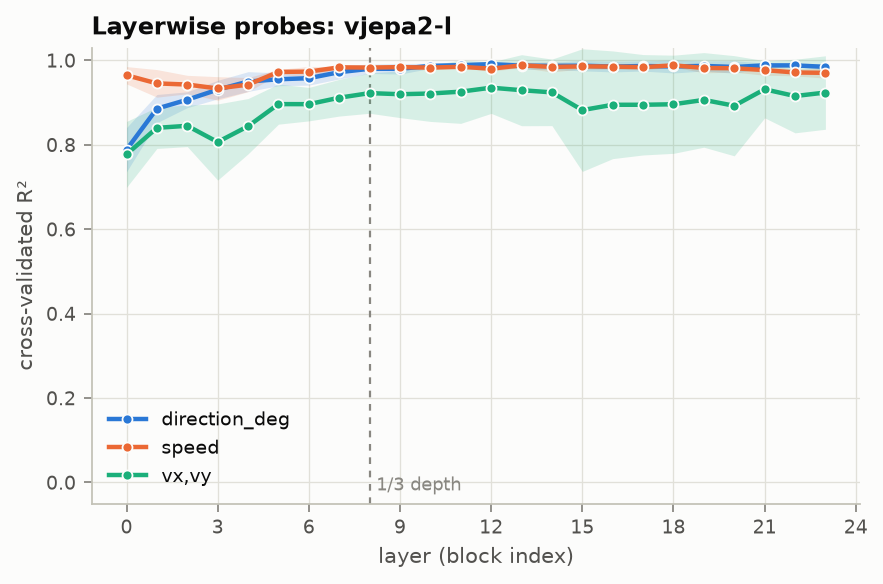 Layerwise probes: vjepa2-l
cross-validated R²
1.0
0.8
0.6
0.4
0.2
0.0
direction_deg
speed
vx,vy
1/3 depth
0 3 6 9 12 15 18 21 24
layer (block index)